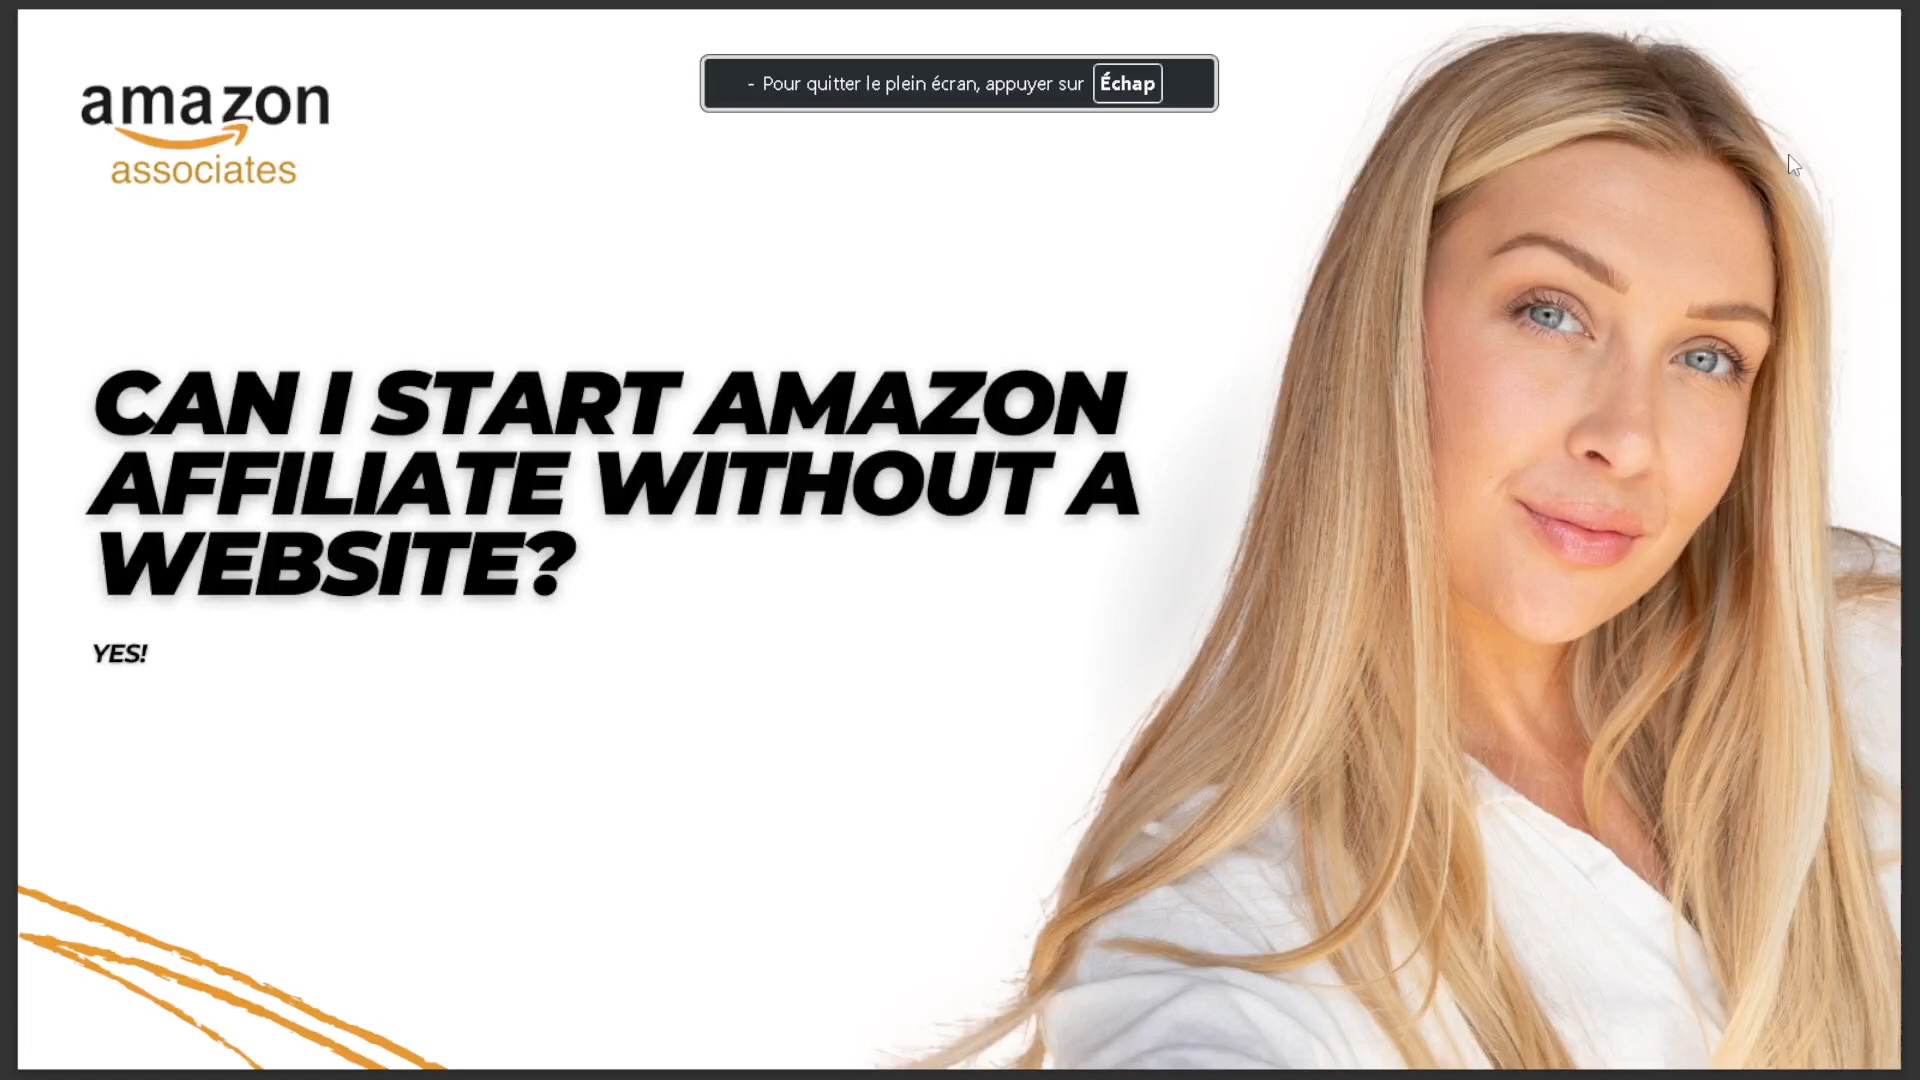 amazon
associates
- Pour quitter le plein écran, appuyer sur Échap
CAN I START AMAZON
AFFILIATE WITHOUT A
WEBSITE?
YES!